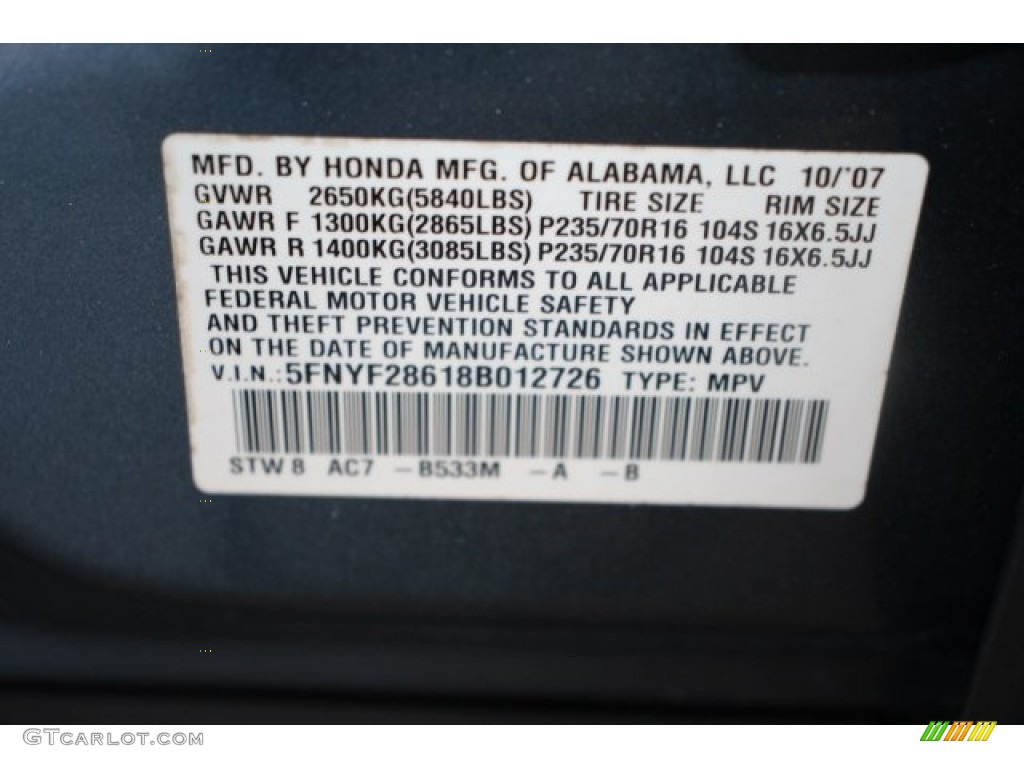 MFD. BY HONDA MFG. OF ALABAMA, LLC 10/'07
GVWR 2650KG(5840LBS) TIRE SIZE RIM SIZE
GAWR F 1300KG(2865LBS) P235/70R16 104S 16X6.5JJ
GAWR R 1400KG(3085LBS) P235/70R16 104S 16X6.5JJ
THIS VEHICLE CONFORMS TO ALL APPLICABLE
FEDERAL MOTOR VEHICLE SAFETY
AND THEFT PREVENTION STANDARDS IN EFFECT
ON THE DATE OF MANUFACTURE SHOWN ABOVE.
V.I.N.:5FNYF28618B012726 TYPE: MPV
STW8 AC7 -B533M -A -B
GTCARLOT.COM